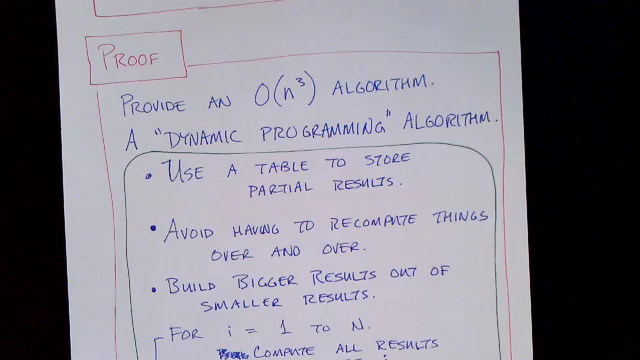 PROOF
PROVIDE AN O(n³) ALGORITHM.
A "DYNAMIC PROGRAMMING" ALGORITHM.
• USE A TABLE TO STORE
PARTIAL RESULTS.
• AVOID HAVING TO RECOMPUTE THINGS
OVER AND OVER.
• BUILD BIGGER RESULTS OUT OF
SMALLER RESULTS.
FOR i = 1 TO N.
COMPUTE ALL RESULTS